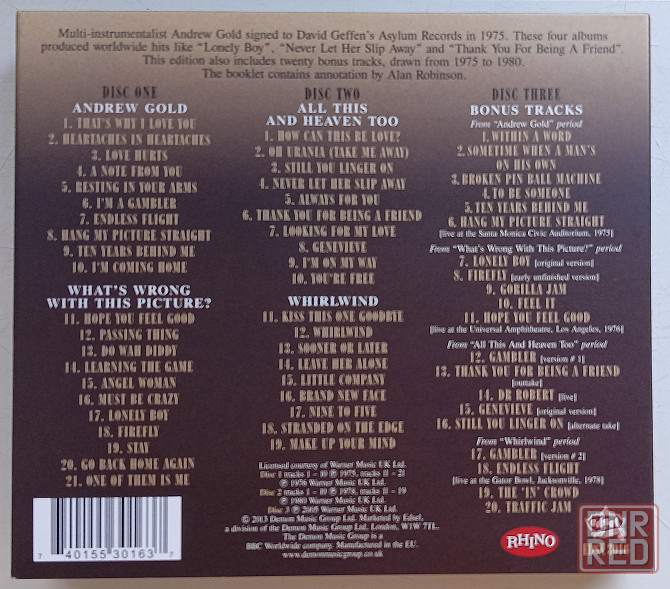 Multi-instrumentalist Andrew Gold signed to David Geffen's Asylum Records in 1975. These four albums
produced worldwide hits like "Lonely Boy", "Never Let Her Slip Away" and "Thank You For Being A Friend".
This edition also includes twenty bonus tracks, drawn from 1975 to 1980.
The booklet contains annotation by Alan Robinson.
DISC ONE
ANDREW GOLD
1. THAT'S WHY I LOVE YOU
2. HEARTACHES IN HEARTACHES
3. LOVE HURTS
4. A NOTE FROM YOU
5. RESTING IN YOUR ARMS
6. I'M A GAMBLER
7. ENDLESS FLIGHT
8. HANG MY PICTURE STRAIGHT
9. TEN YEARS BEHIND ME
10. I'M COMING HOME
WHAT'S WRONG
WITH THIS PICTURE?
11. HOPE YOU FEEL GOOD
12. PASSING THING
13. DO WAH DIDDY
14. LEARNING THE GAME
15. ANGEL WOMAN
16. MUST BE CRAZY
17. LONELY BOY
18. FIREFLY
19. STAY
20. GO BACK HOME AGAIN
21. ONE OF THEM IS ME
7 40155 30163 7
DISC TWO
ALL THIS
AND HEAVEN TOO
1. HOW CAN THIS BE LOVE?
2. OH URANIA (TAKE ME AWAY)
3. STILL YOU LINGER ON
4. NEVER LET HER SLIP AWAY
5. ALWAYS FOR YOU
6. THANK YOU FOR BEING A FRIEND
7. LOOKING FOR MY LOVE
8. GENEVIEVE
9. I'M ON MY WAY
10. YOU'RE FREE
WHIRLWIND
11. KISS THIS ONE GOODBYE
12. WHIRLWIND
13. SOONER OR LATER
14. LEAVE HER ALONE
15. LITTLE COMPANY
16. BRAND NEW FACE
17. NINE TO FIVE
18. STRANDED ON THE EDGE
19. MAKE UP YOUR MIND
Licensed courtesy of Warner Music UK Ltd.
Disc 1 tracks 1 – 10 ℗ 1975, tracks 11 – 21
℗ 1976 Warner Music UK Ltd.
Disc 2 tracks 1 – 10 ℗ 1978, tracks 11 – 19
℗ 1980 Warner Music UK Ltd.
Disc 3 ℗ 2005 Warner Music UK Ltd.
© 2013 Demon Music Group Ltd. Marketed by Edsel,
a division of the Demon Music Group Ltd. London, W1W 7TL.
The Demon Music Group is a
BBC Worldwide company. Manufactured in the EU.
www.demonmusicgroup.co.uk
DISC THREE
BONUS TRACKS
From "Andrew Gold" period
1. WITHIN A WORD
2. SOMETIME WHEN A MAN'S
ON HIS OWN
3. BROKEN PIN BALL MACHINE
4. TO BE SOMEONE
5. TEN YEARS BEHIND ME
6. HANG MY PICTURE STRAIGHT
[live at the Santa Monica Civic Auditorium, 1975]
From "What's Wrong With This Picture?" period
7. LONELY BOY [original version]
8. FIREFLY [early unfinished version]
9. GORILLA JAM
10. FEEL IT
11. HOPE YOU FEEL GOOD
[live at the Universal Amphitheatre, Los Angeles, 1976]
From "All This And Heaven Too" period
12. GAMBLER [version # 1]
13. THANK YOU FOR BEING A FRIEND
[outtake]
14. DR ROBERT [live]
15. GENEVIEVE [original version]
16. STILL YOU LINGER ON [alternate take]
From "Whirlwind" period
17. GAMBLER [version # 2]
18. ENDLESS FLIGHT
[live at the Gator Bowl, Jacksonville, 1978]
19. THE 'IN' CROWD
20. TRAFFIC JAM
RHINO